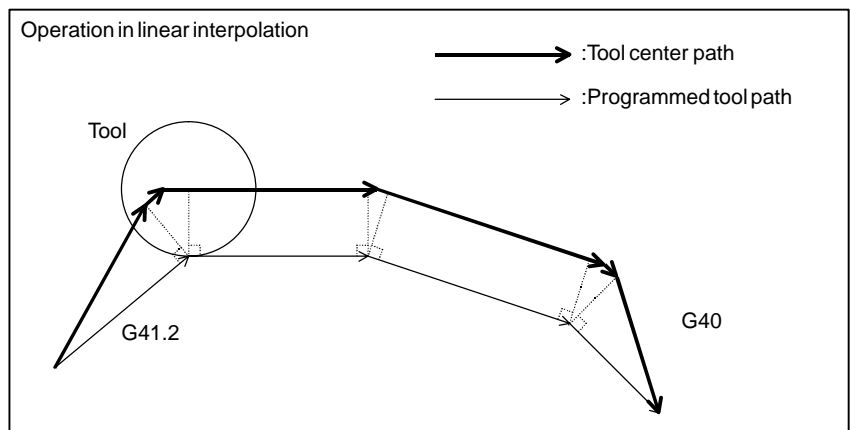 Operation in linear interpolation
:Tool center path
:Programmed tool path
Tool
G41.2
G40